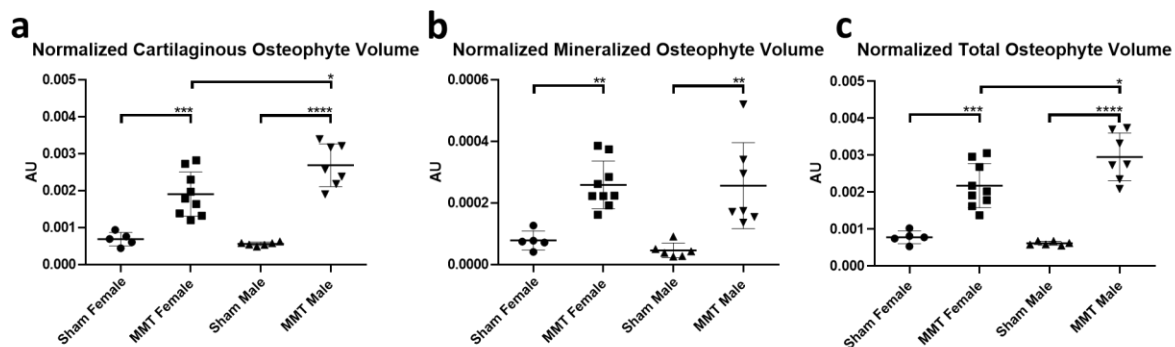 a
Normalized Cartilaginous Osteophyte Volume
0.005
0.004
0.003
0.002
0.001
0.000
AU
*
***
****
Sham Female
MMT Female
Sham Male
MMT Male
b
Normalized Mineralized Osteophyte Volume
0.0006
0.0004
0.0002
0.0000
AU
**
**
Sham Female
MMT Female
Sham Male
MMT Male
c
Normalized Total Osteophyte Volume
0.005
0.004
0.003
0.002
0.001
0.000
AU
*
***
****
Sham Female
MMT Female
Sham Male
MMT Male